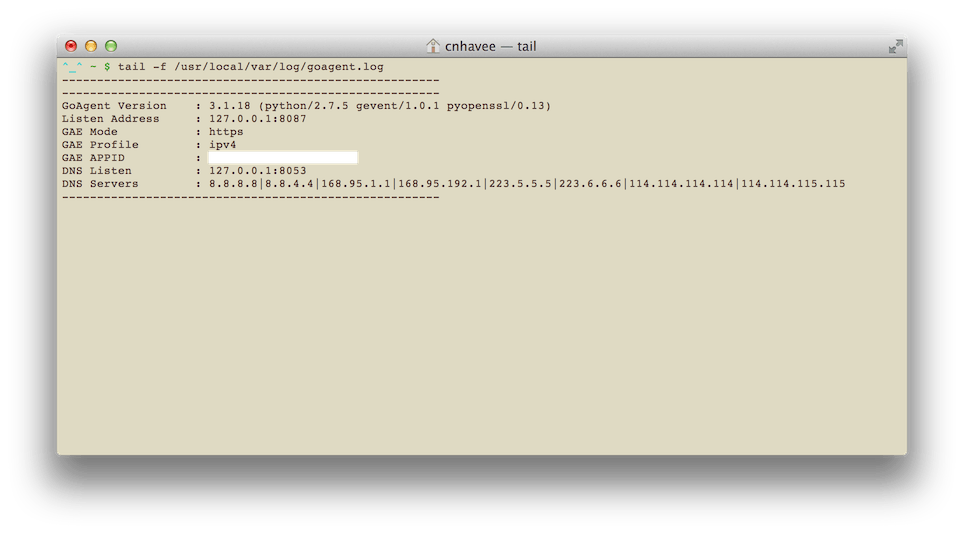 cnhavee — tail
^_^ ~ $ tail -f /usr/local/var/log/goagent.log
------------------------------------------------------
------------------------------------------------------
GoAgent Version    : 3.1.18 (python/2.7.5 gevent/1.0.1 pyopenssl/0.13)
Listen Address     : 127.0.0.1:8087
GAE Mode           : https
GAE Profile        : ipv4
GAE APPID          :
DNS Listen         : 127.0.0.1:8053
DNS Servers        : 8.8.8.8|8.8.4.4|168.95.1.1|168.95.192.1|223.5.5.5|223.6.6.6|114.114.114.114|114.114.115.115
------------------------------------------------------